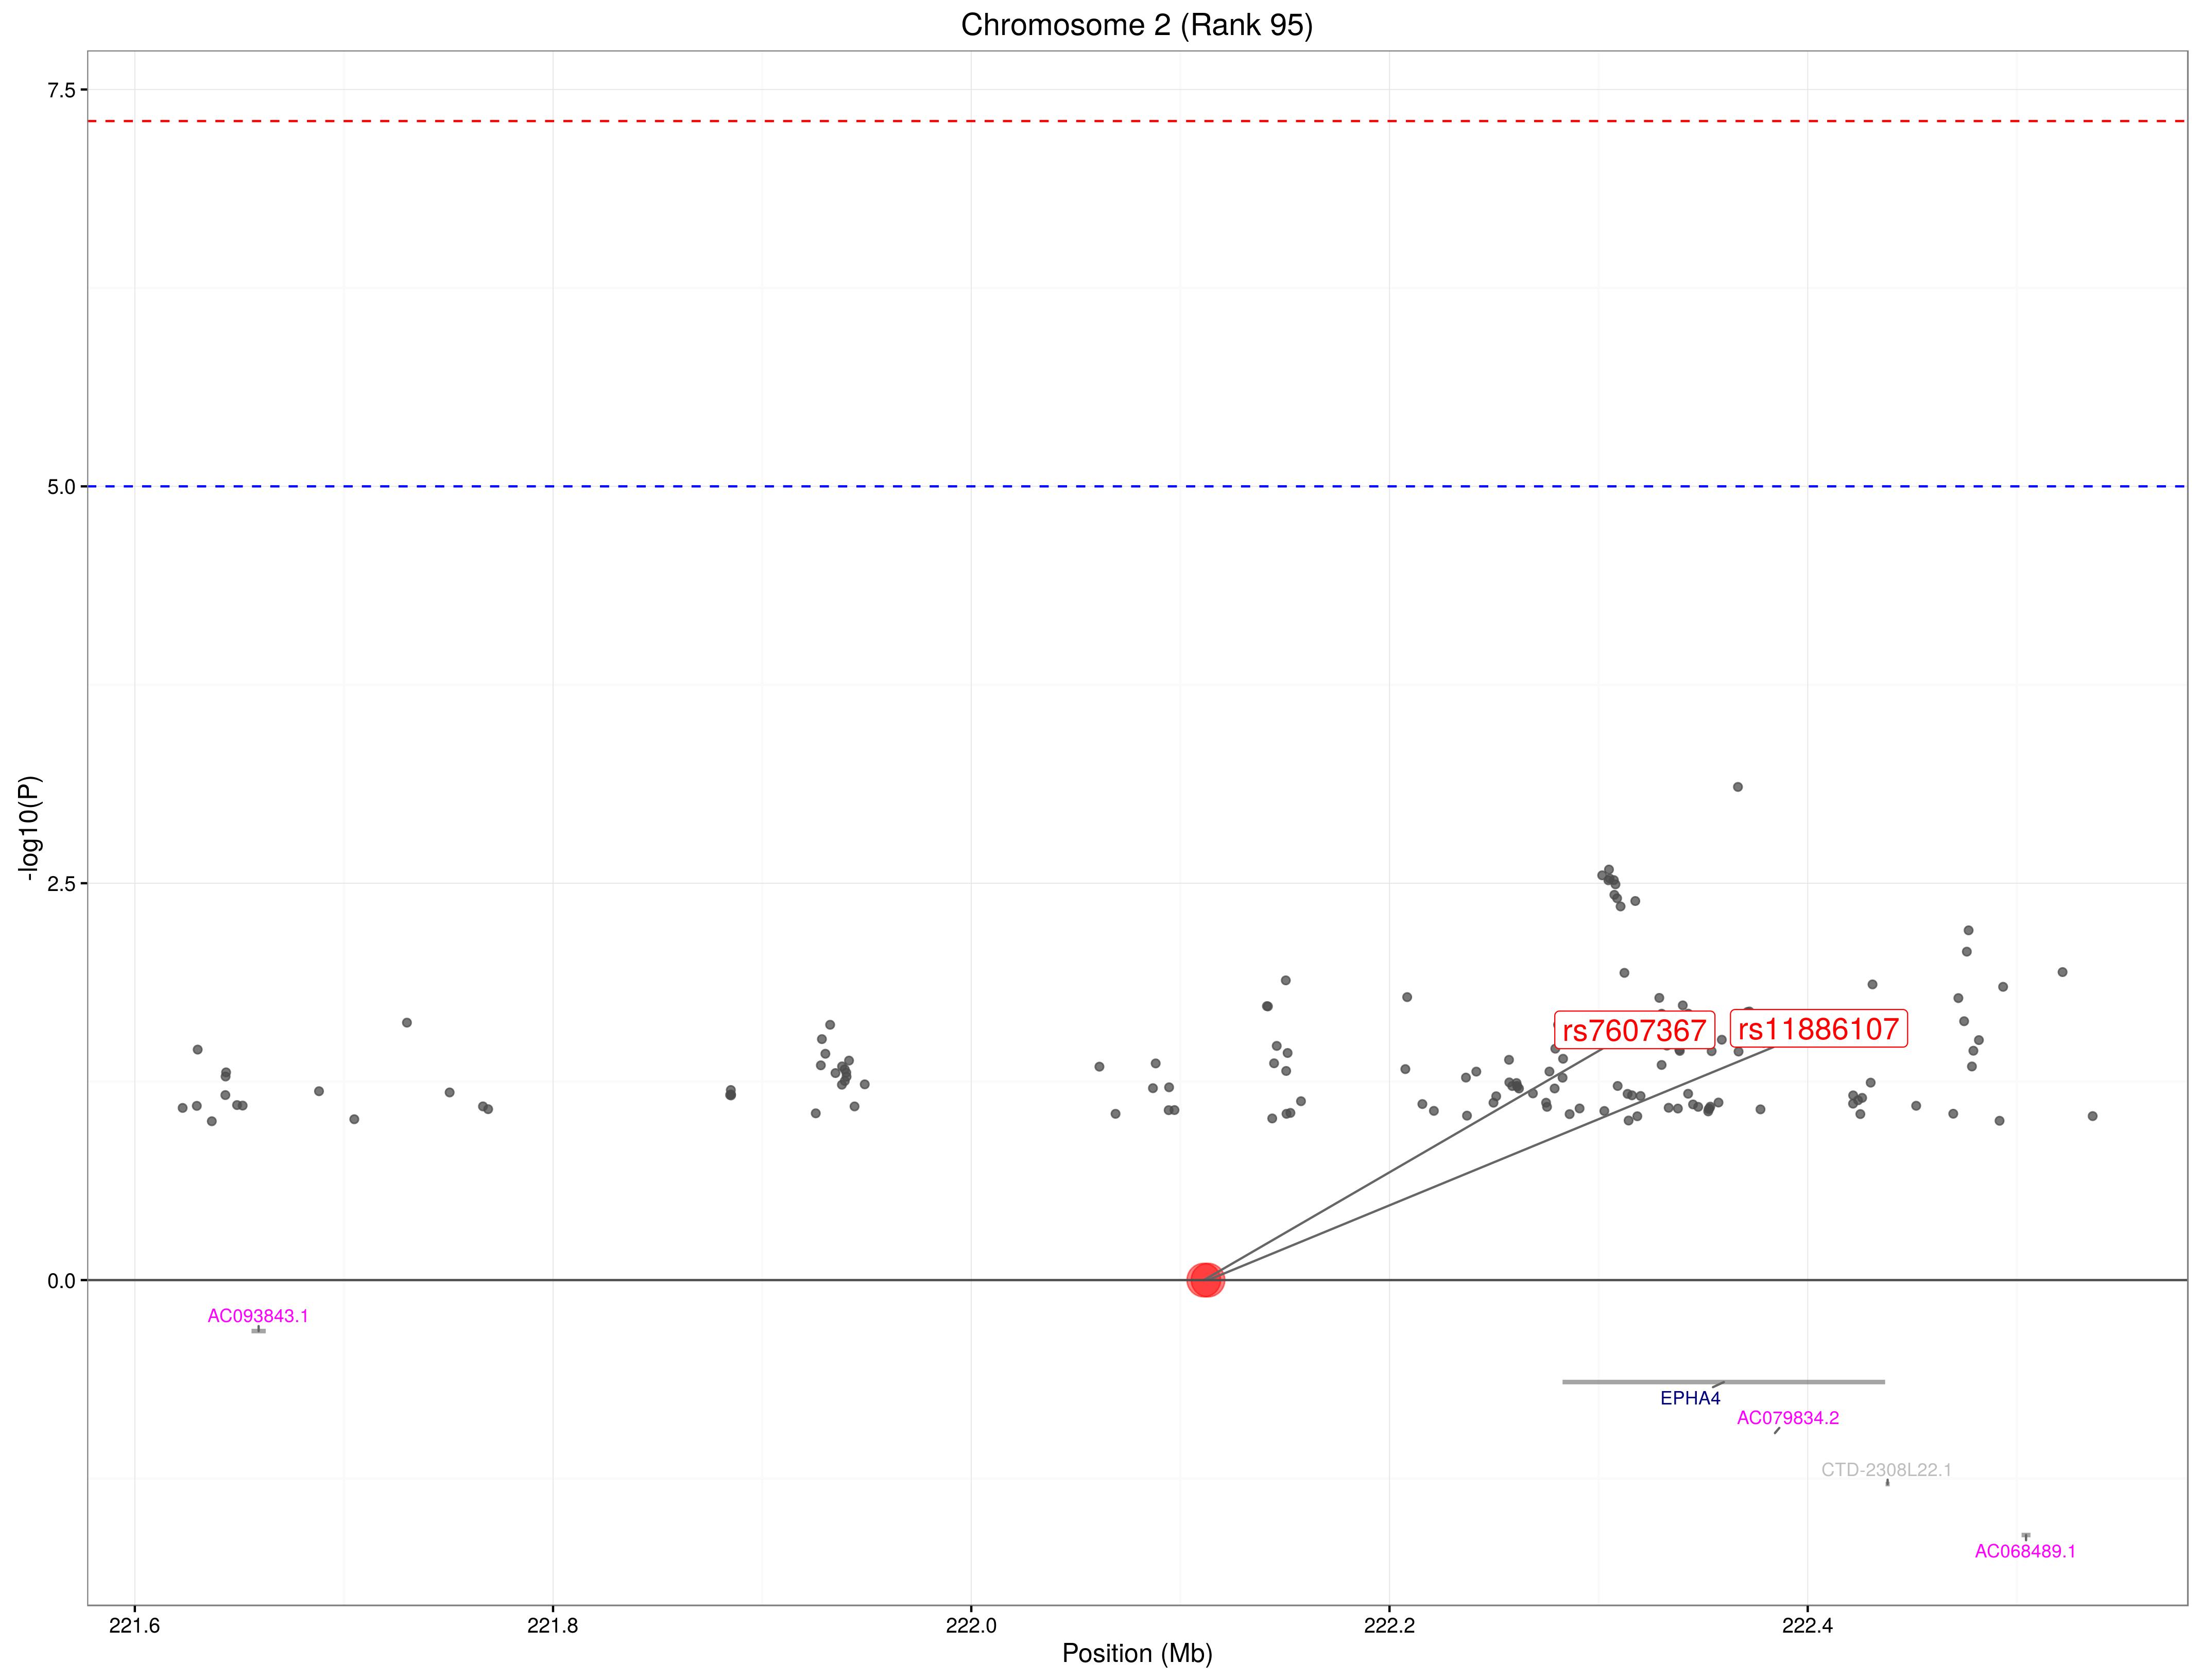 Chromosome 2 (Rank 95)
7.5
5.0
2.5
0.0
-log10(P)
rs7607367
rs11886107
AC093843.1
EPHA4
AC079834.2
CTD-2308L22.1
AC068489.1
221.6
221.8
222.0
222.2
222.4
Position (Mb)